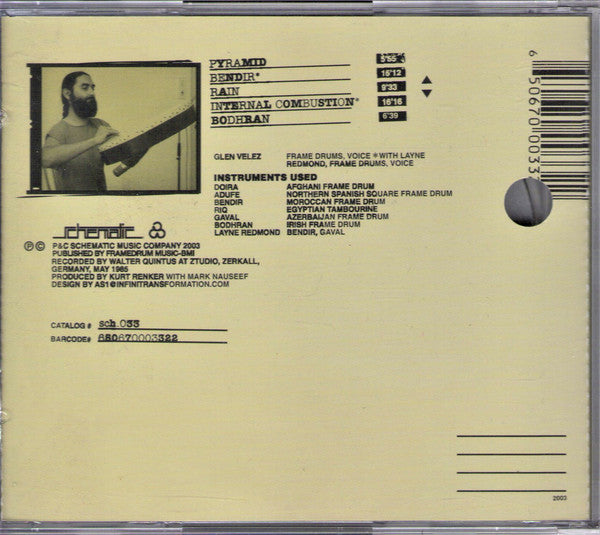 PYRAMID 5'55
BENDIR* 15'12
RAIN 9'33
INTERNAL COMBUSTION* 16'16
BODHRAN 6'39
GLEN VELEZ FRAME DRUMS, VOICE * WITH LAYNE
REDMOND, FRAME DRUMS, VOICE
INSTRUMENTS USED
DOIRA AFGHANI FRAME DRUM
ADUFE NORTHERN SPANISH SQUARE FRAME DRUM
BENDIR MOROCCAN FRAME DRUM
RIQ EGYPTIAN TAMBOURINE
GAVAL AZERBAIJAN FRAME DRUM
BODHRAN IRISH FRAME DRUM
LAYNE REDMOND BENDIR, GAVAL
schematic
Ⓟ © P&C SCHEMATIC MUSIC COMPANY 2003
PUBLISHED BY FRAMEDRUM MUSIC-BMI
RECORDED BY WALTER QUINTUS AT ZTUDIO, ZERKALL,
GERMANY, MAY 1985
PRODUCED BY KURT RENKER WITH MARK NAUSEEF
DESIGN BY AS1@INFINITRANSFORMATION.COM
CATALOG # sch.033
BARCODE# 650670003322
6 50670 0033
2003